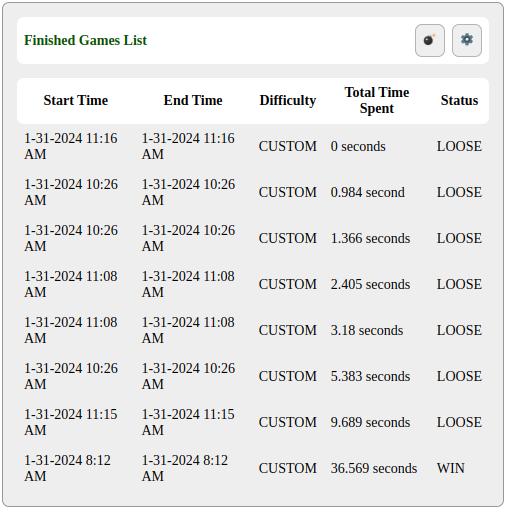 Finished Games List
Start Time End Time Difficulty Total Time Spent Status
1-31-2024 11:16 AM 1-31-2024 11:16 AM CUSTOM 0 seconds LOOSE
1-31-2024 10:26 AM 1-31-2024 10:26 AM CUSTOM 0.984 second LOOSE
1-31-2024 10:26 AM 1-31-2024 10:26 AM CUSTOM 1.366 seconds LOOSE
1-31-2024 11:08 AM 1-31-2024 11:08 AM CUSTOM 2.405 seconds LOOSE
1-31-2024 11:08 AM 1-31-2024 11:08 AM CUSTOM 3.18 seconds LOOSE
1-31-2024 10:26 AM 1-31-2024 10:26 AM CUSTOM 5.383 seconds LOOSE
1-31-2024 11:15 AM 1-31-2024 11:15 AM CUSTOM 9.689 seconds LOOSE
1-31-2024 8:12 AM 1-31-2024 8:12 AM CUSTOM 36.569 seconds WIN